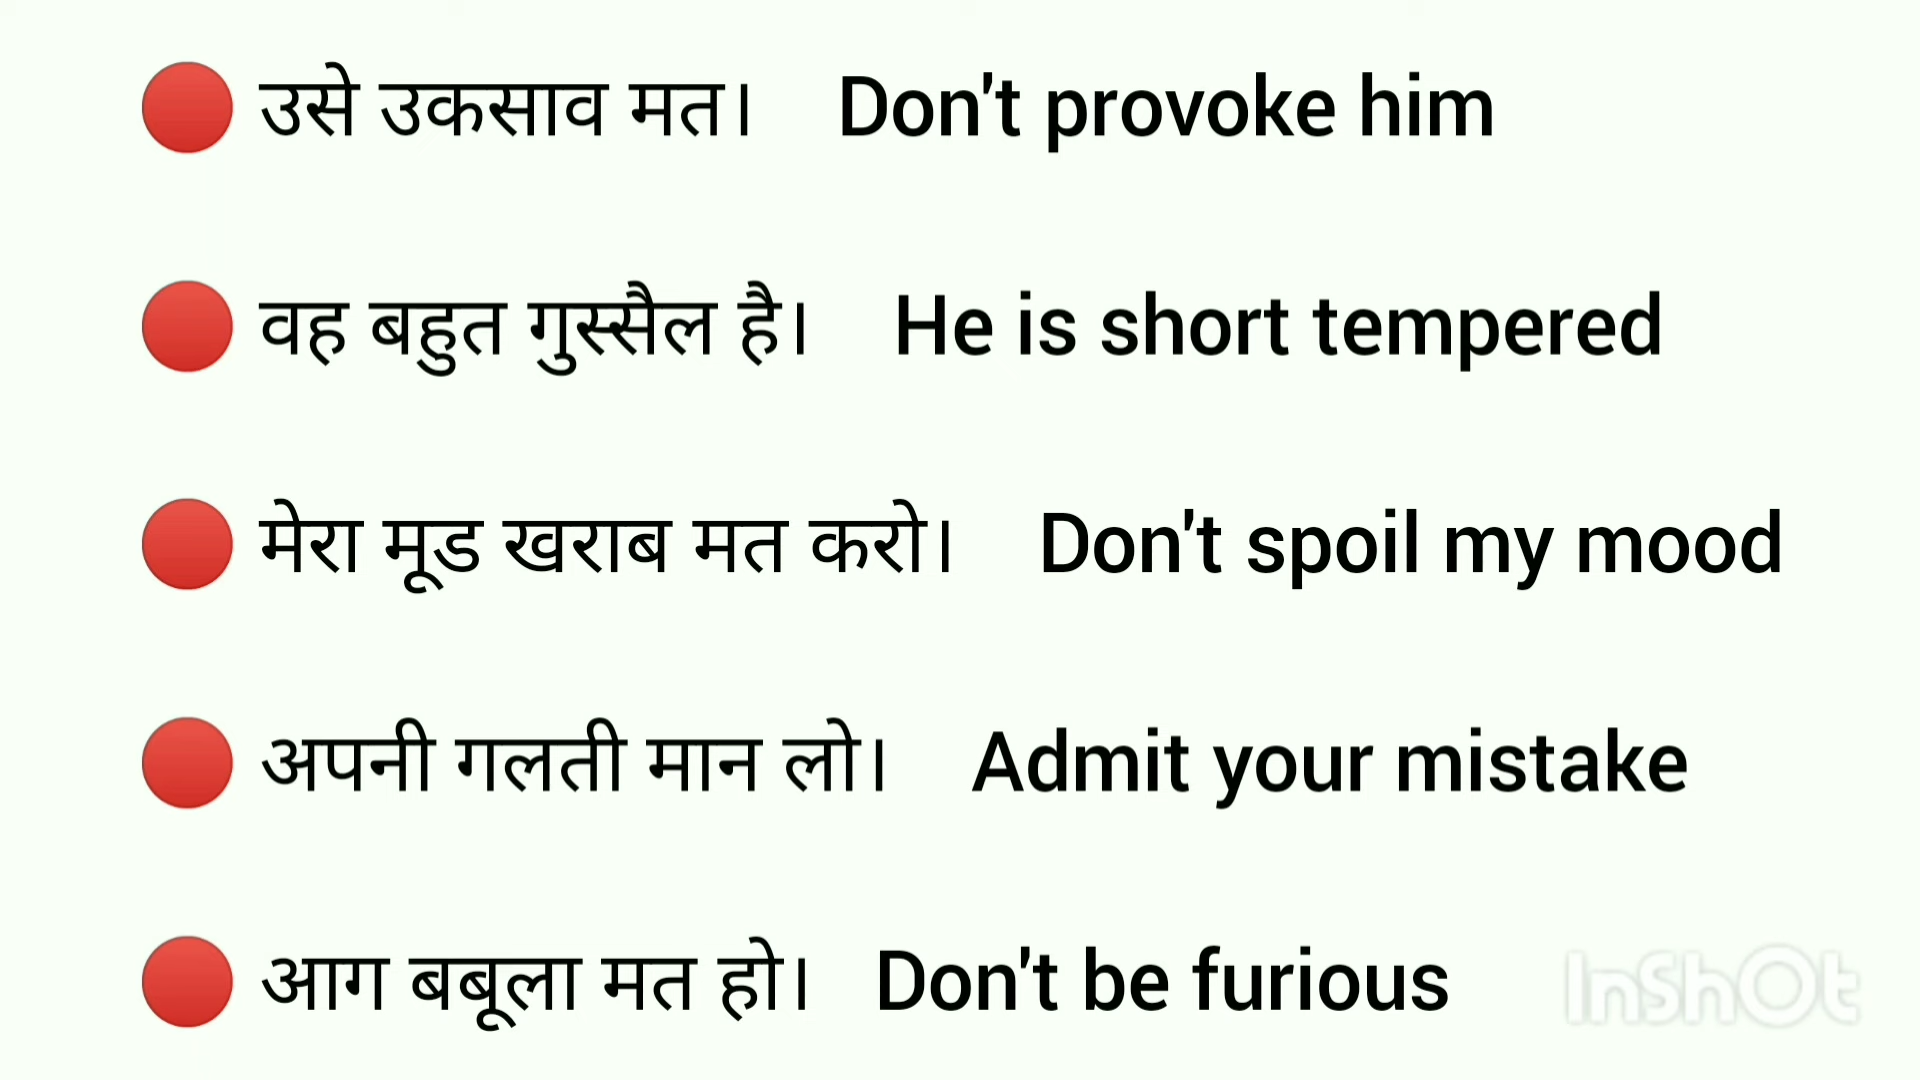 उसे उकसाव मत। Don't provoke him
वह बहुत गुस्सैल है। He is short tempered
मेरा मूड खराब मत करो। Don't spoil my mood
अपनी गलती मान लो। Admit your mistake
आग बबूला मत हो। Don't be furious
InShOt